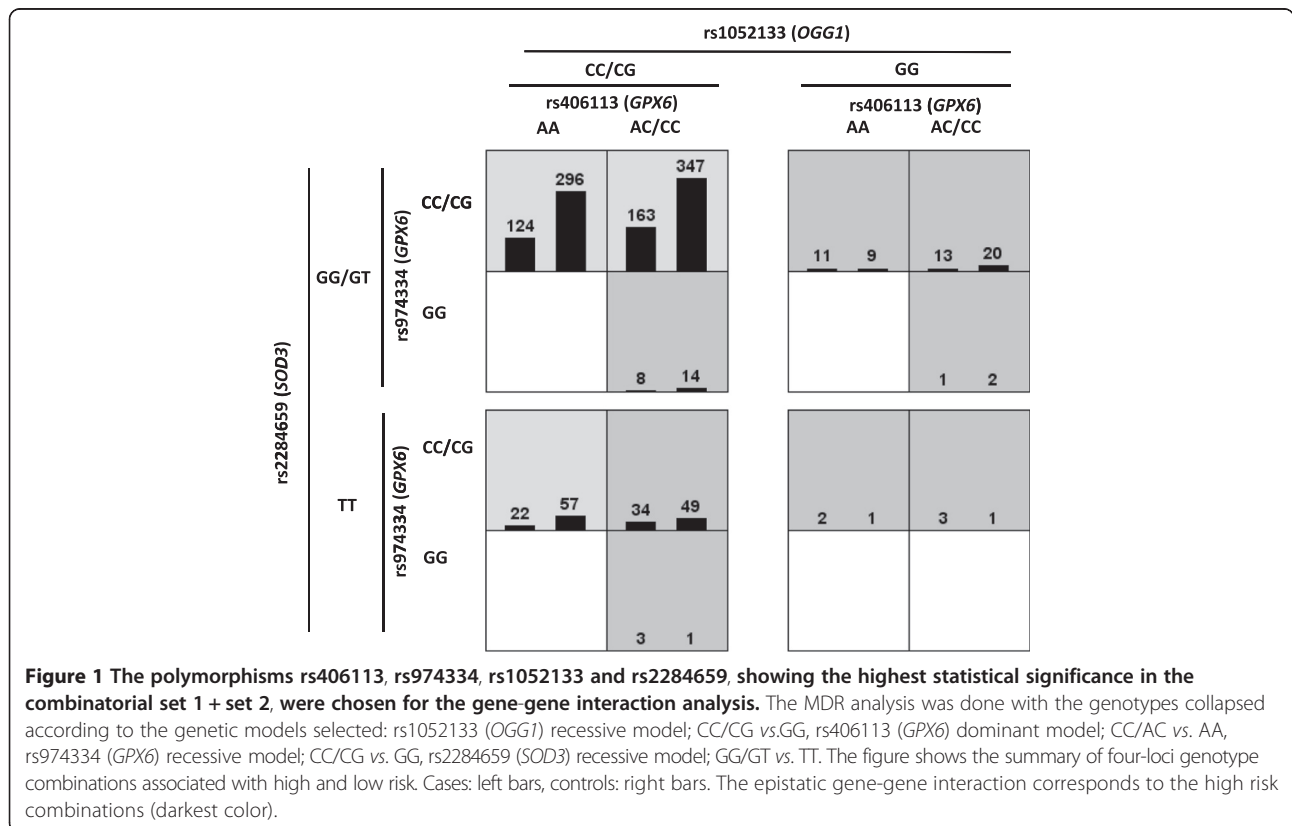 rs1052133 (OGG1)
CC/CG GG
rs406113 (GPX6) rs406113 (GPX6)
AA AC/CC AA AC/CC
rs2284659 (SOD3)
GG/GT
rs974334 (GPX6)
CC/CG
124 296 163 347 11 9 13 20
GG
8 14 1 2
TT
rs974334 (GPX6)
CC/CG
22 57 34 49 2 1 3 1
GG
3 1
Figure 1 The polymorphisms rs406113, rs974334, rs1052133 and rs2284659, showing the highest statistical significance in the
combinatorial set 1 + set 2, were chosen for the gene-gene interaction analysis. The MDR analysis was done with the genotypes collapsed
according to the genetic models selected: rs1052133 (OGG1) recessive model; CC/CG vs.GG, rs406113 (GPX6) dominant model; CC/AC vs. AA,
rs974334 (GPX6) recessive model; CC/CG vs. GG, rs2284659 (SOD3) recessive model; GG/GT vs. TT. The figure shows the summary of four-loci genotype
combinations associated with high and low risk. Cases: left bars, controls: right bars. The epistatic gene-gene interaction corresponds to the high risk
combinations (darkest color).